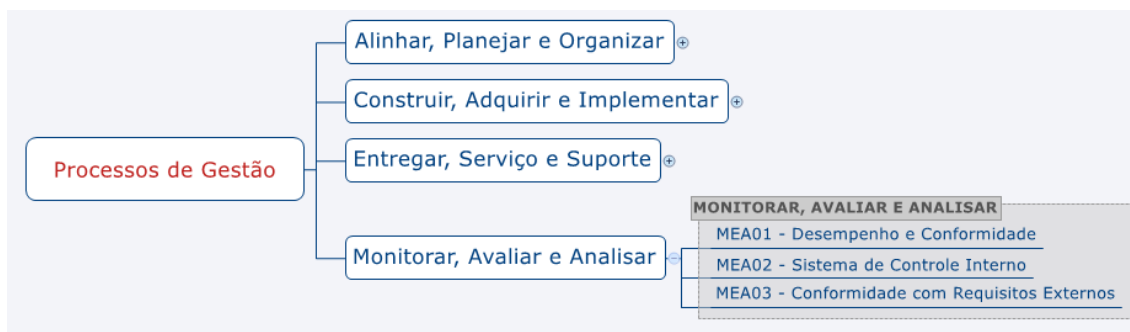 Alinhar, Planejar e Organizar
Construir, Adquirir e Implementar
Processos de Gestão
Entregar, Serviço e Suporte
Monitorar, Avaliar e Analisar
MONITORAR, AVALIAR E ANALISAR
MEA01 - Desempenho e Conformidade
MEA02 - Sistema de Controle Interno
MEA03 - Conformidade com Requisitos Externos